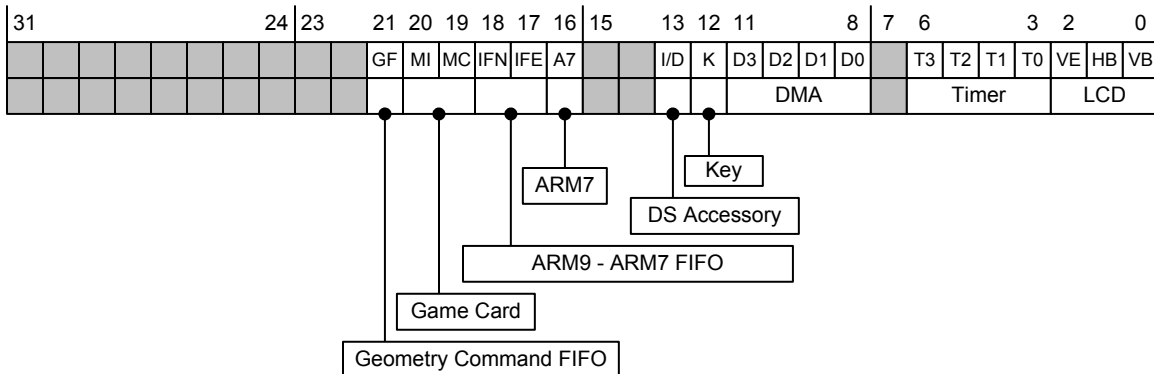 31 24 23 21 20 19 18 17 16 15 13 12 11 8 7 6 3 2 0
GF MI MC IFN IFE A7 I/D K D3 D2 D1 D0 T3 T2 T1 T0 VE HB VB
DMA Timer LCD
Key
ARM7
DS Accessory
ARM9 - ARM7 FIFO
Game Card
Geometry Command FIFO